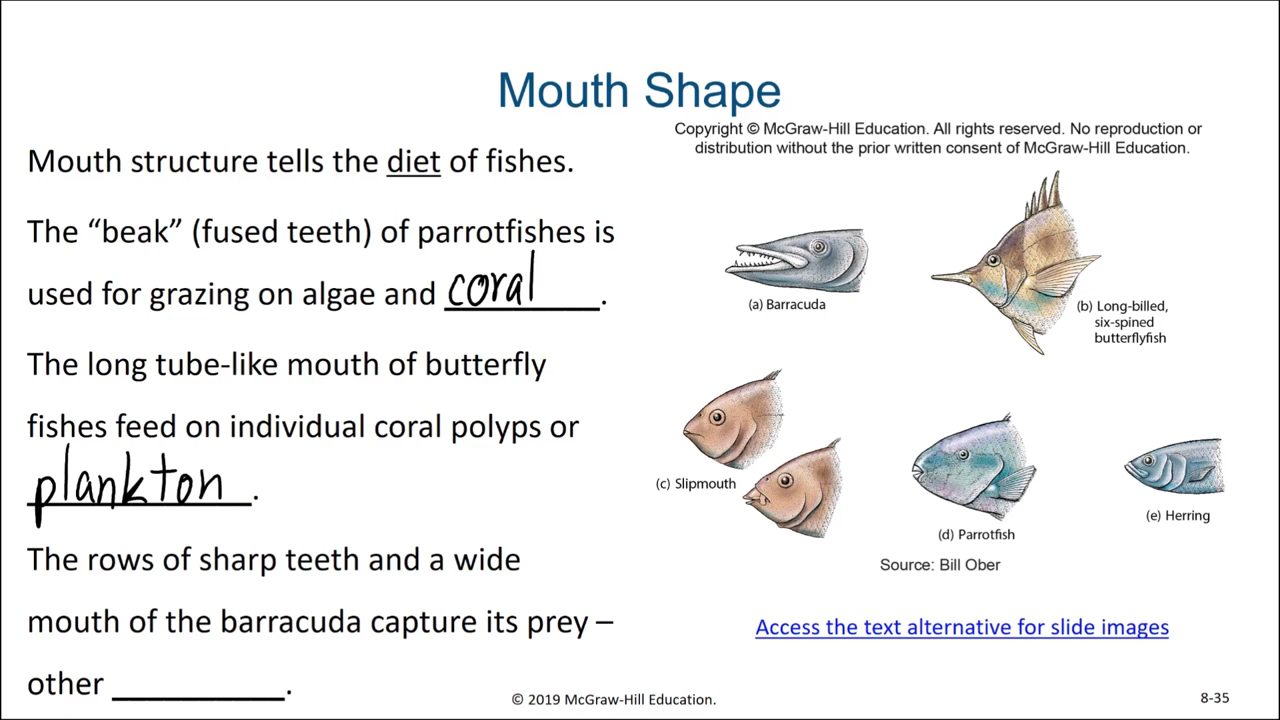 Mouth Shape
Copyright © McGraw-Hill Education. All rights reserved. No reproduction or
distribution without the prior written consent of McGraw-Hill Education.
Mouth structure tells the diet of fishes.
The “beak” (fused teeth) of parrotfishes is
used for grazing on algae and coral.
The long tube-like mouth of butterfly
fishes feed on individual coral polyps or
plankton.
The rows of sharp teeth and a wide
mouth of the barracuda capture its prey –
other __________.
(a) Barracuda
(b) Long-billed,
six-spined
butterflyfish
(c) Slipmouth
(d) Parrotfish
(e) Herring
Source: Bill Ober
Access the text alternative for slide images
© 2019 McGraw-Hill Education.
8-35